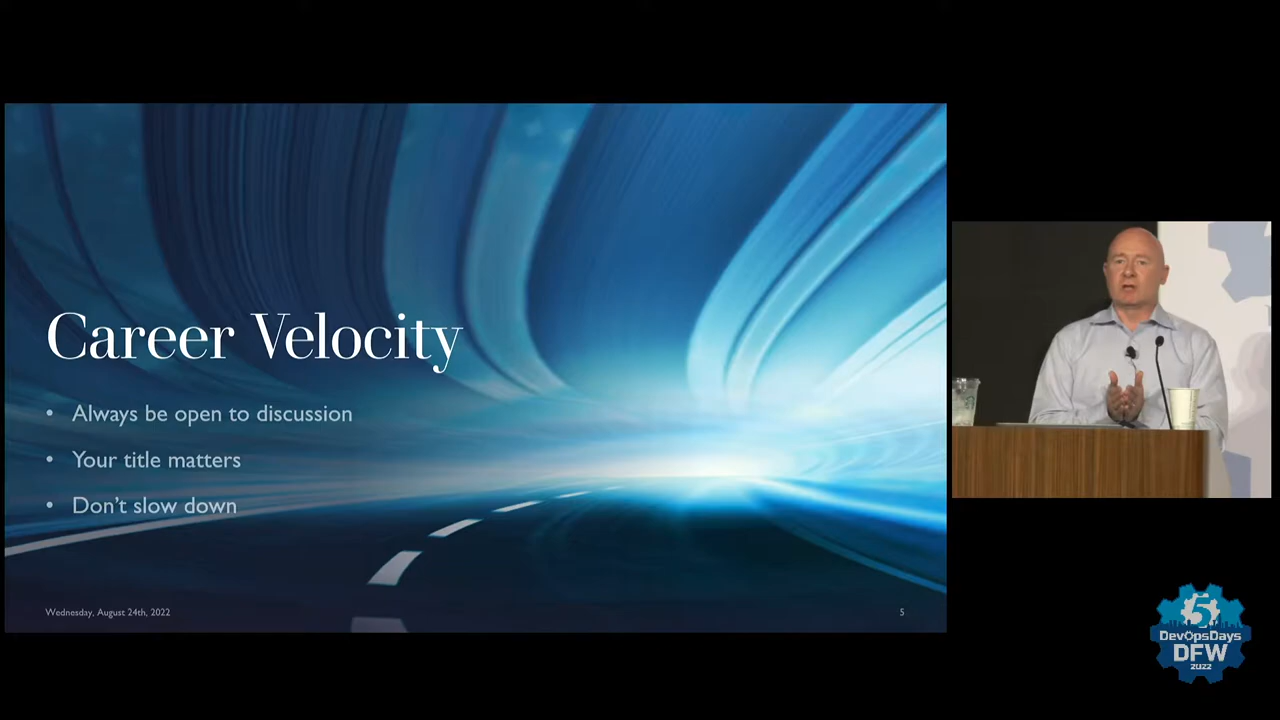 Career Velocity
• Always be open to discussion
• Your title matters
• Don't slow down
Wednesday, August 24th, 2022
5
5
DevOpsDays
DFW
2022